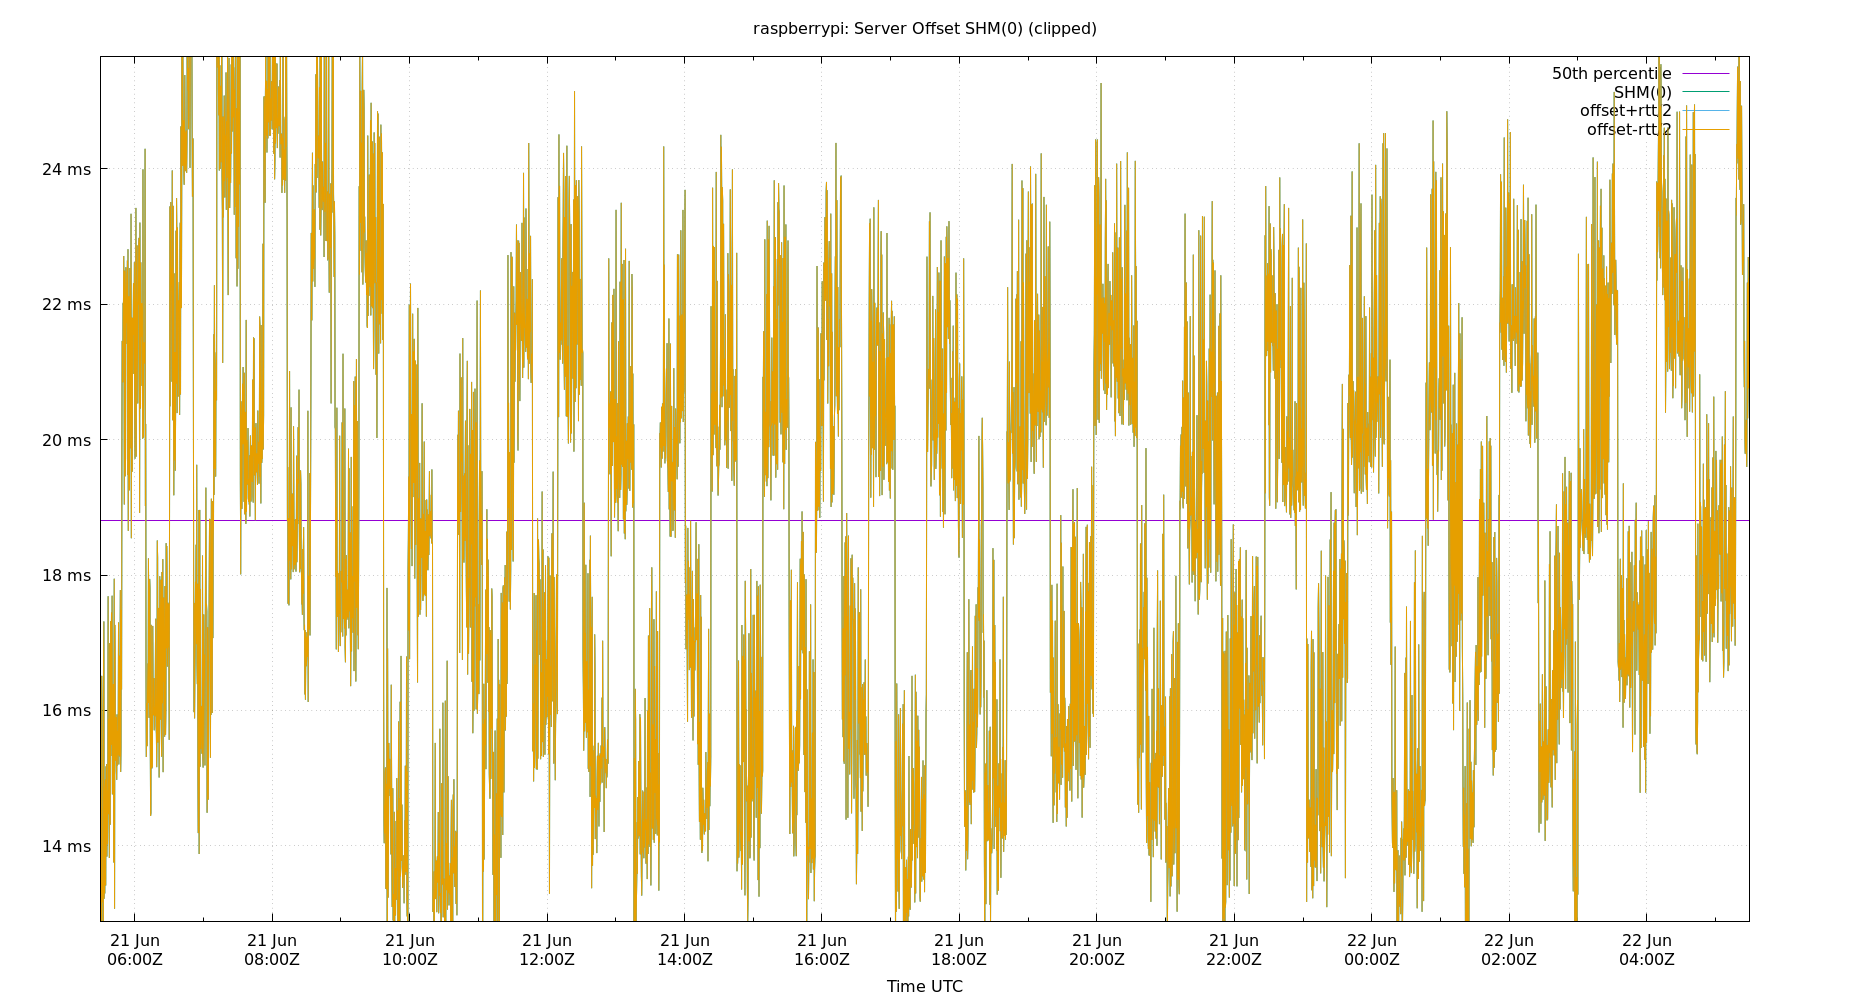 raspberrypi: Server Offset SHM(0) (clipped)
50th percentile
SHM(0)
offset+rtt/2
offset-rtt/2
24 ms
22 ms
20 ms
18 ms
16 ms
14 ms
21 Jun 21 Jun 21 Jun 21 Jun 21 Jun 21 Jun 21 Jun 21 Jun 21 Jun 22 Jun 22 Jun 22 Jun
06:00Z 08:00Z 10:00Z 12:00Z 14:00Z 16:00Z 18:00Z 20:00Z 22:00Z 00:00Z 02:00Z 04:00Z
Time UTC